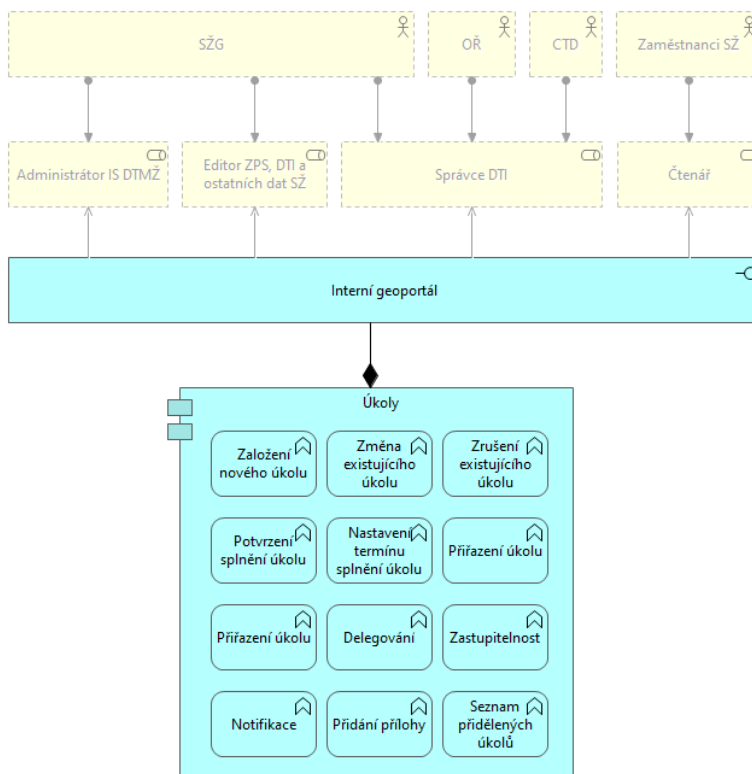 SŽG
OŘ
CTD
Zaměstnanci SŽ
Administrátor IS DTMŽ
Editor ZPS, DTI a
ostatních dat SŽ
Správce DTI
Čtenář
Interní geoportál
Úkoly
Založení
nového úkolu
Změna
existujícího
úkolu
Zrušení
existujícího
úkolu
Potvrzení
splnění úkolu
Nastavení
termínu
splnění úkolu
Přiřazení úkolu
Přiřazení úkolu
Delegování
Zastupitelnost
Notifikace
Přidání přílohy
Seznam
přidělených
úkolů